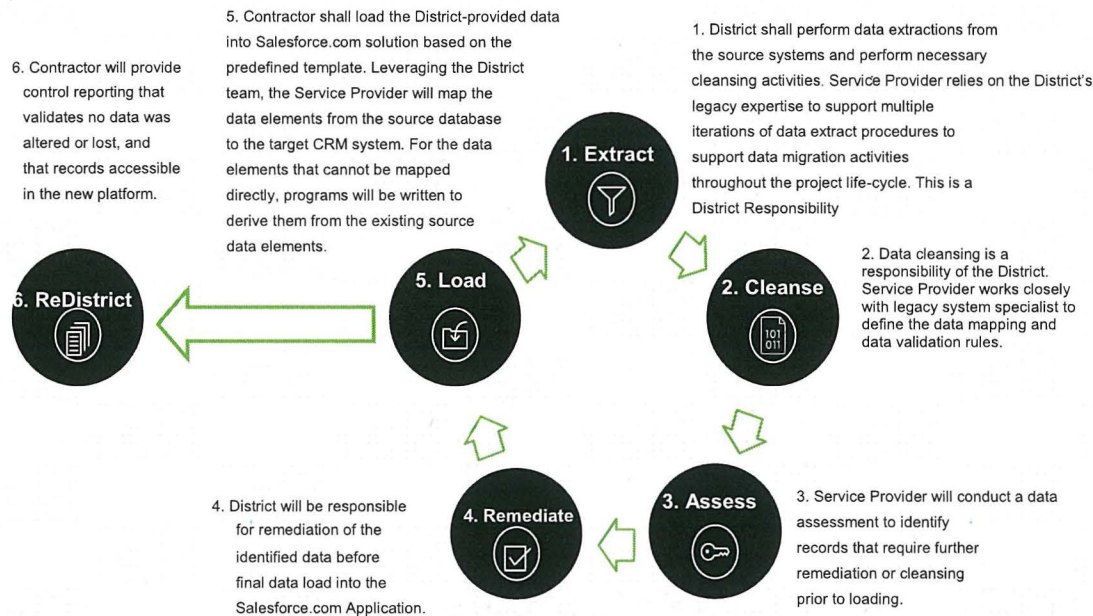 1. Extract
1. District shall perform data extractions from
the source systems and perform necessary
cleansing activities. Service Provider relies on the District's
legacy expertise to support multiple
iterations of data extract procedures to
support data migration activities
throughout the project life-cycle. This is a
District Responsibility
2. Cleanse
101
011
2. Data cleansing is a
responsibility of the District.
Service Provider works closely
with legacy system specialist to
define the data mapping and
data validation rules.
3. Assess
3. Service Provider will conduct a data
assessment to identify
records that require further
remediation or cleansing
prior to loading.
4. Remediate
4. District will be responsible
for remediation of the
identified data before
final data load into the
Salesforce.com Application.
5. Load
5. Contractor shall load the District-provided data
into Salesforce.com solution based on the
predefined template. Leveraging the District
team, the Service Provider will map the
data elements from the source database
to the target CRM system. For the data
elements that cannot be mapped
directly, programs will be written to
derive them from the existing source
data elements.
6. ReDistrict
6. Contractor will provide
control reporting that
validates no data was
altered or lost, and
that records accessible
in the new platform.